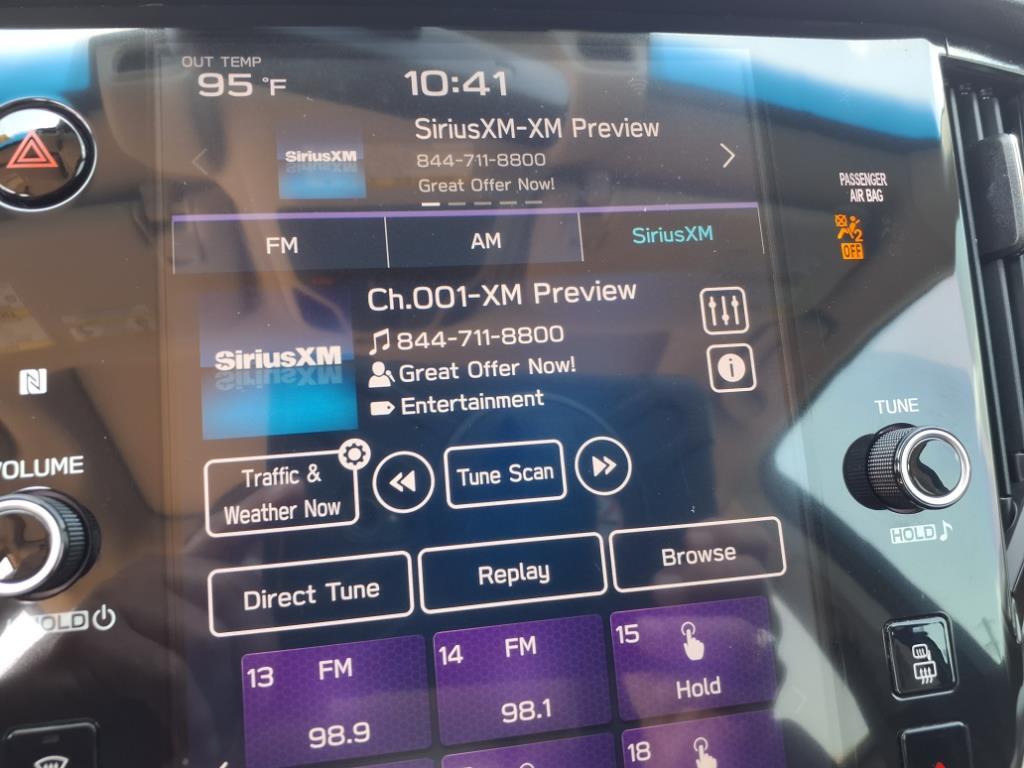 OUT TEMP
95 °F
10:41
SiriusXM
SiriusXM-XM Preview
844-711-8800
Great Offer Now!
PASSENGER
AIR BAG
2
OFF
FM
AM
SiriusXM
SiriusXM
Ch.001-XM Preview
844-711-8800
Great Offer Now!
Entertainment
i
VOLUME
TUNE
Traffic &
Weather Now
Tune Scan
HOLD
HOLD
Direct Tune
Replay
Browse
13 FM
98.9
14 FM
98.1
15
Hold
18